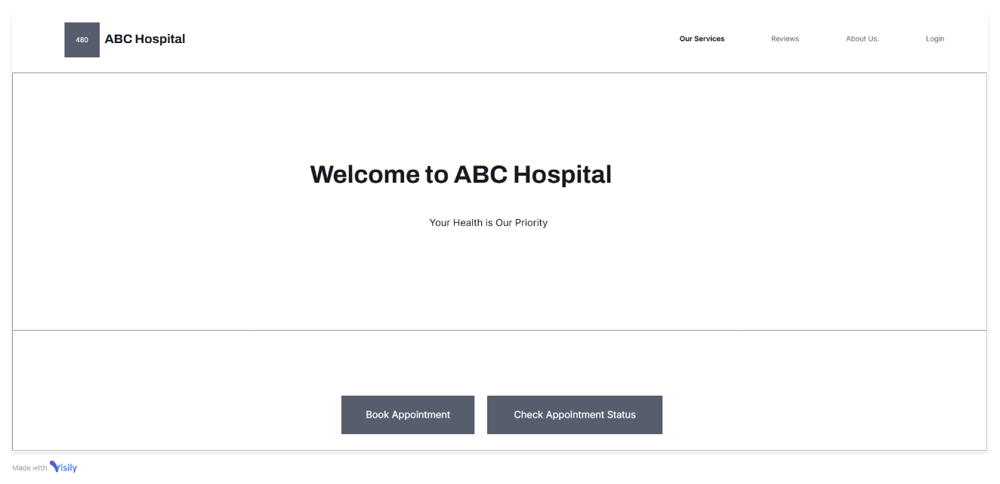 480 ABC Hospital Our Services Reviews About Us. Login
Welcome to ABC Hospital
Your Health is Our Priority
Book Appointment Check Appointment Status
Made with Visily